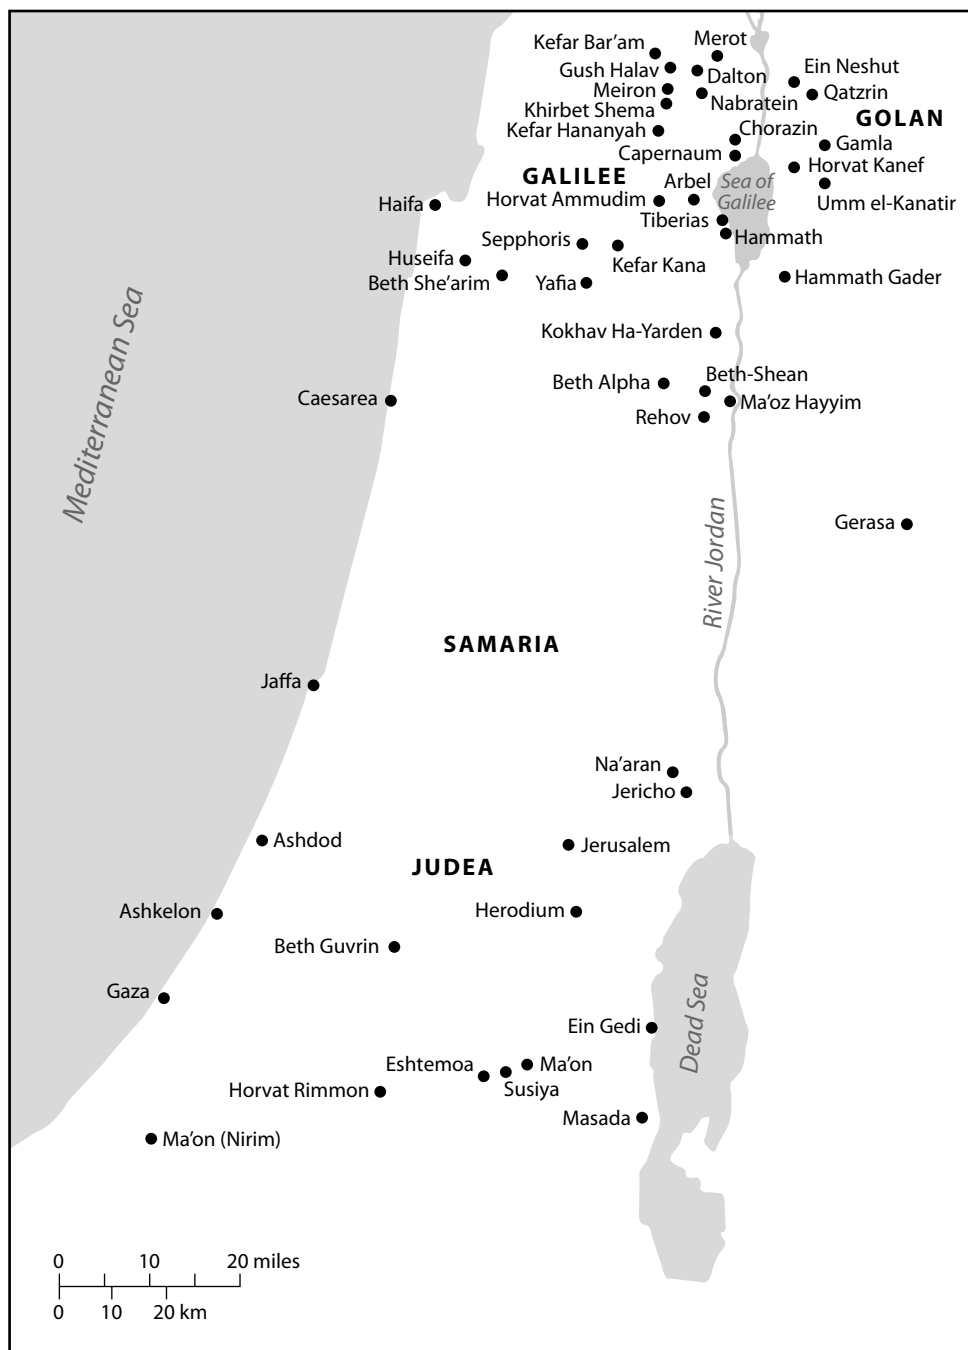 Kefar Bar’am
Merot
Gush Halav
Dalton
Ein Neshut
Meiron
Nabratein
Qatzrin
Khirbet Shema
GOLAN
Kefar Hananyah
Chorazin
Gamla
Capernaum
Horvat Kanef
GALILEE
Arbel
Sea of
Galilee
Horvat Ammudim
Umm el-Kanatir
Haifa
Tiberias
Hammath
Sepphoris
Huseifa
Kefar Kana
Beth She’arim
Yafia
Hammath Gader
Mediterranean Sea
Kokhav Ha-Yarden
Beth Alpha
Beth-Shean
Caesarea
Ma’oz Hayyim
Rehov
River Jordan
Gerasa
SAMARIA
Jaffa
Na’aran
Jericho
Ashdod
Jerusalem
JUDEA
Ashkelon
Herodium
Beth Guvrin
Gaza
Ein Gedi
Dead Sea
Eshtemoa
Ma’on
Susiya
Horvat Rimmon
Masada
Ma’on (Nirim)
0 10 20 miles
0 10 20 km